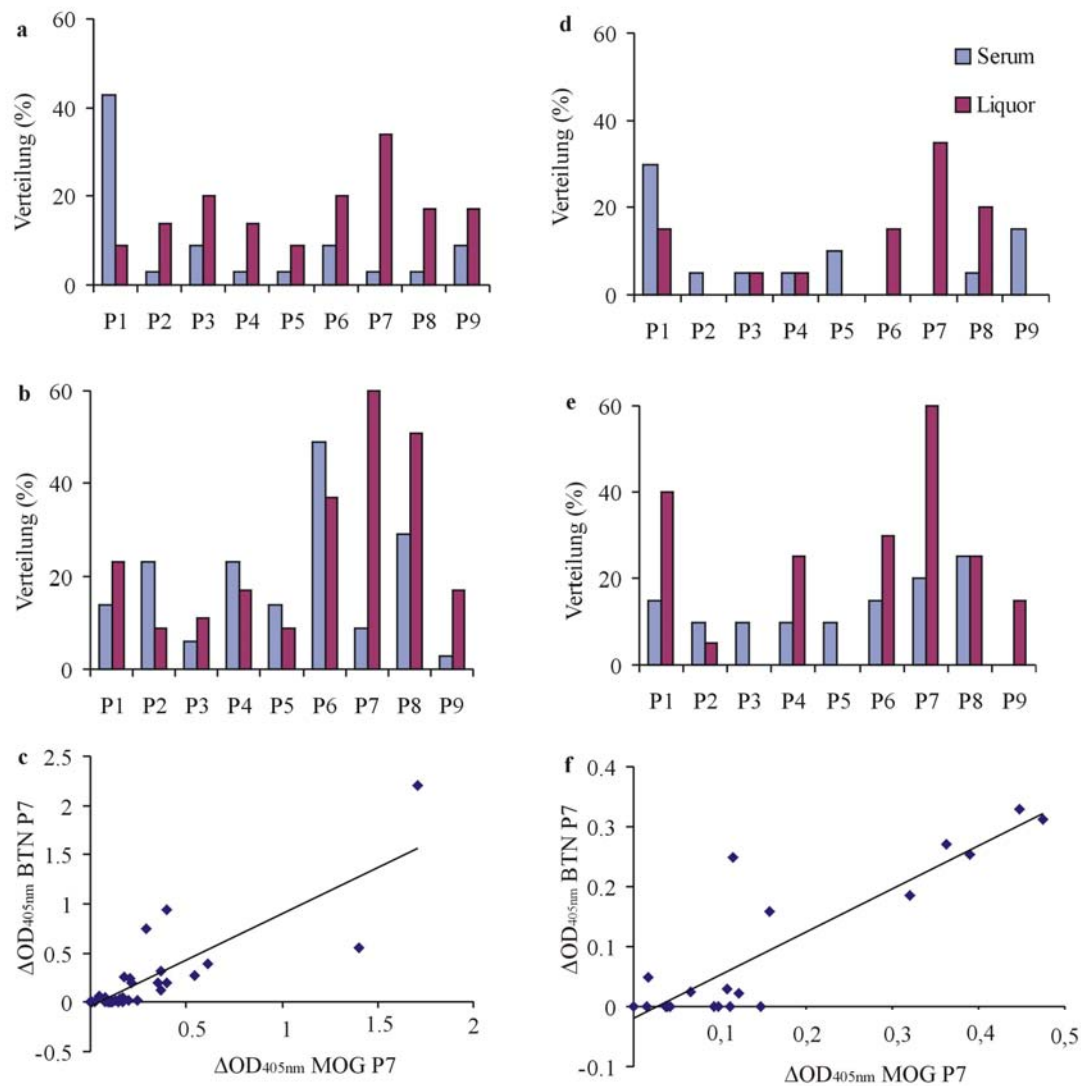 a
60
40
20
0
Verteilung (%)
P1 P2 P3 P4 P5 P6 P7 P8 P9
d
60
40
20
0
Verteilung (%)
P1 P2 P3 P4 P5 P6 P7 P8 P9
Serum
Liquor
b
60
40
20
0
Verteilung (%)
P1 P2 P3 P4 P5 P6 P7 P8 P9
e
60
40
20
0
Verteilung (%)
P1 P2 P3 P4 P5 P6 P7 P8 P9
c
2.5
2
1.5
1
0.5
0
-0.5
ΔOD405nm BTN P7
0.5 1 1.5 2
ΔOD405nm MOG P7
f
0.4
0.3
0.2
0.1
0
-0.1
ΔOD405nm BTN P7
0,1 0,2 0,3 0,4 0,5
ΔOD405nm MOG P7